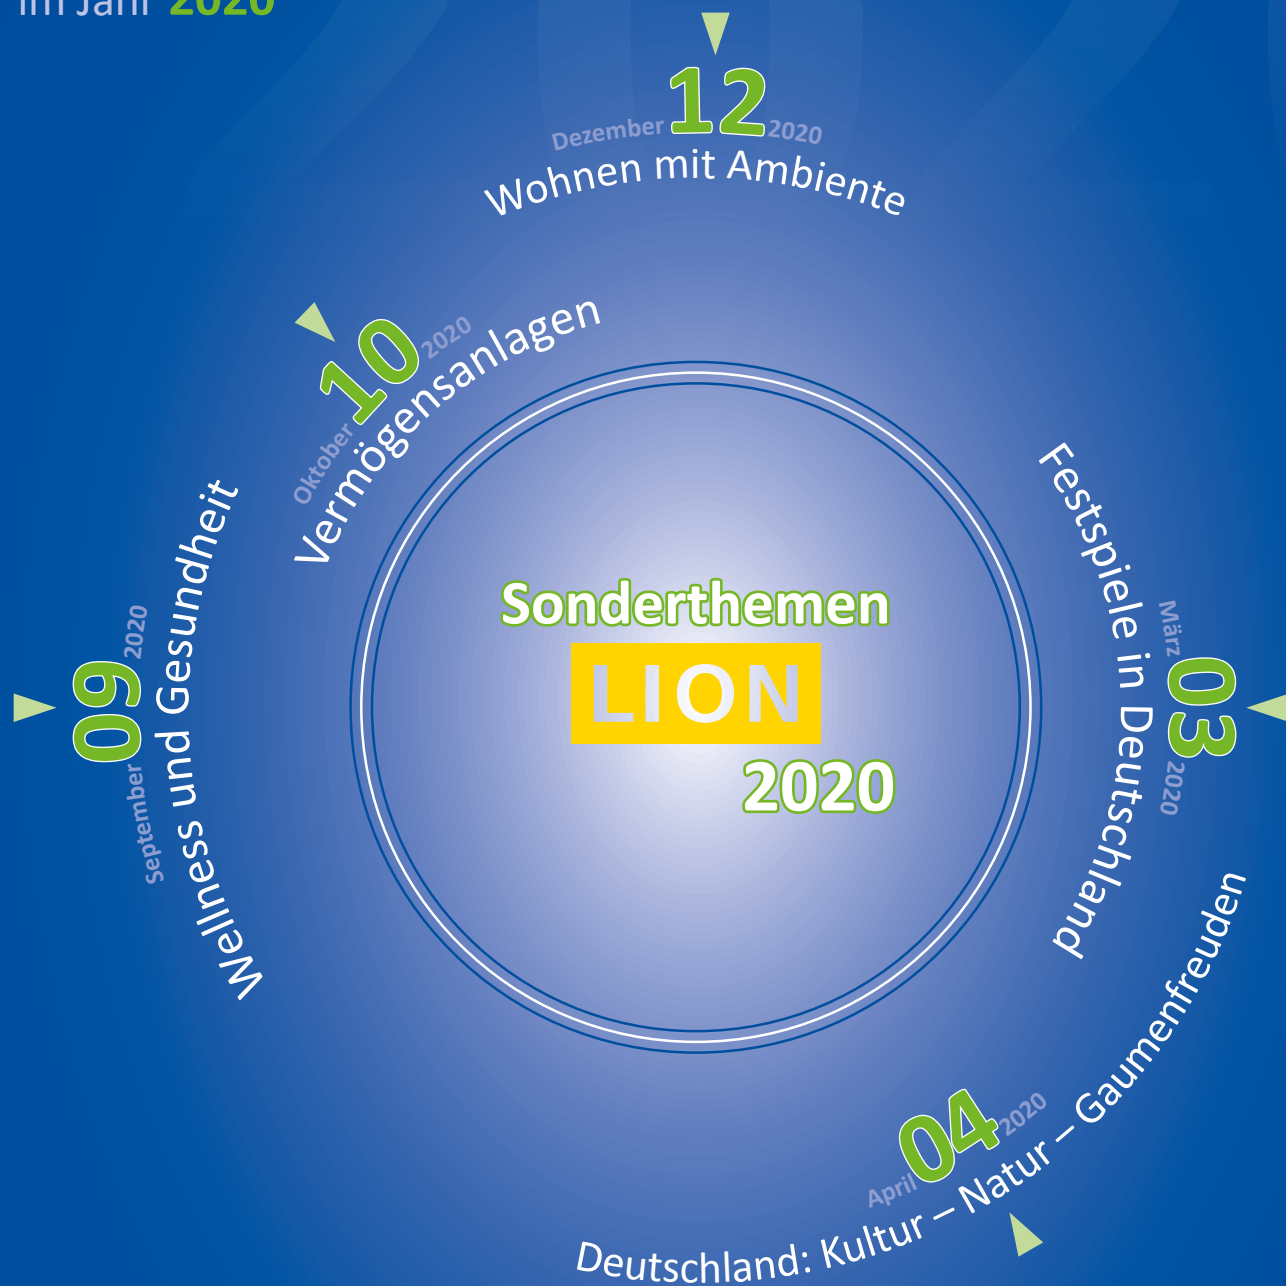 im Jahr 2020
Dezember 12 2020
Wohnen mit Ambiente
Oktober 10 2020
Vermögensanlagen
September 09 2020
Wellness und Gesundheit
Sonderthemen
LION
2020
März 03 2020
Festspiele in Deutschland
April 04 2020
Deutschland: Kultur – Natur – Gaumenfreuden